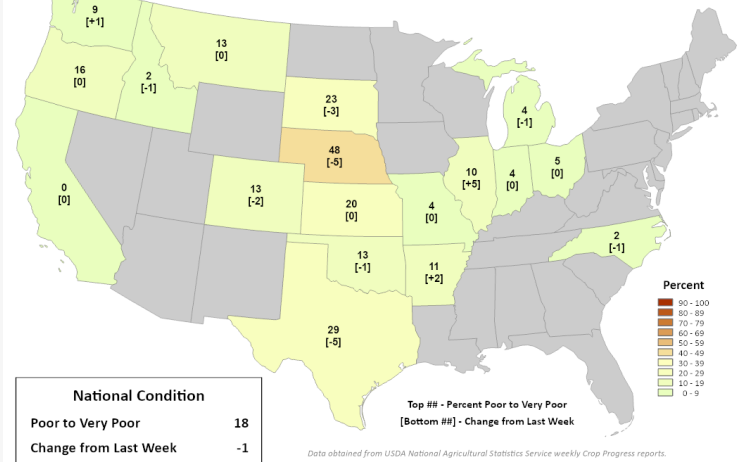 9
[+1]
13
[0]
16
[0]
2
[-1]
23
[-3]
4
[-1]
48
[-5]
10
[+5]
4
[0]
5
[0]
0
[0]
13
[-2]
20
[0]
4
[0]
2
[-1]
13
[-1]
11
[+2]
29
[-5]
Percent
90 - 100
80 - 89
70 - 79
60 - 69
50 - 59
40 - 49
30 - 39
20 - 29
10 - 19
0 - 9
National Condition
Poor to Very Poor 18
Change from Last Week -1
Top ## - Percent Poor to Very Poor
[Bottom ##] - Change from Last Week
Data obtained from USDA National Agricultural Statistics Service weekly Crop Progress reports.